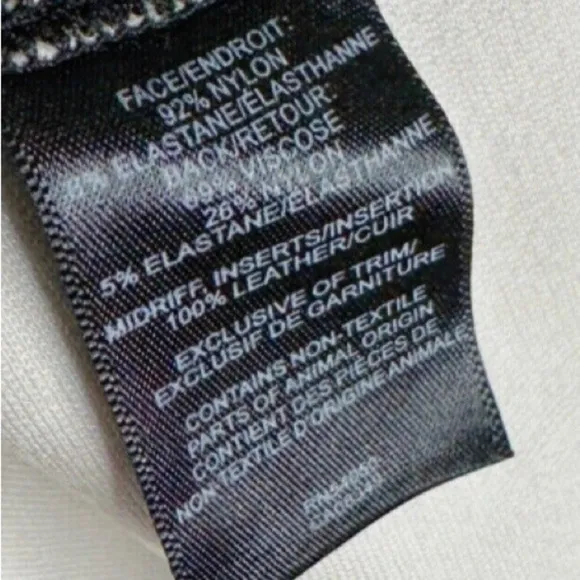 FACE/ENDROIT:
92% NYLON
8% ELASTANE/ÉLASTHANNE
BACK/RETOUR:
69% VISCOSE
26% NYLON
5% ELASTANE/ÉLASTHANNE
MIDRIFF, INSERTS/INSERTION
100% LEATHER/CUIR
EXCLUSIVE OF TRIM/
EXCLUSIF DE GARNITURE
CONTAINS NON-TEXTILE
PARTS OF ANIMAL ORIGIN
CONTIENT DES PIÈCES DE
NON TEXTILE D'ORIGINE ANIMALE